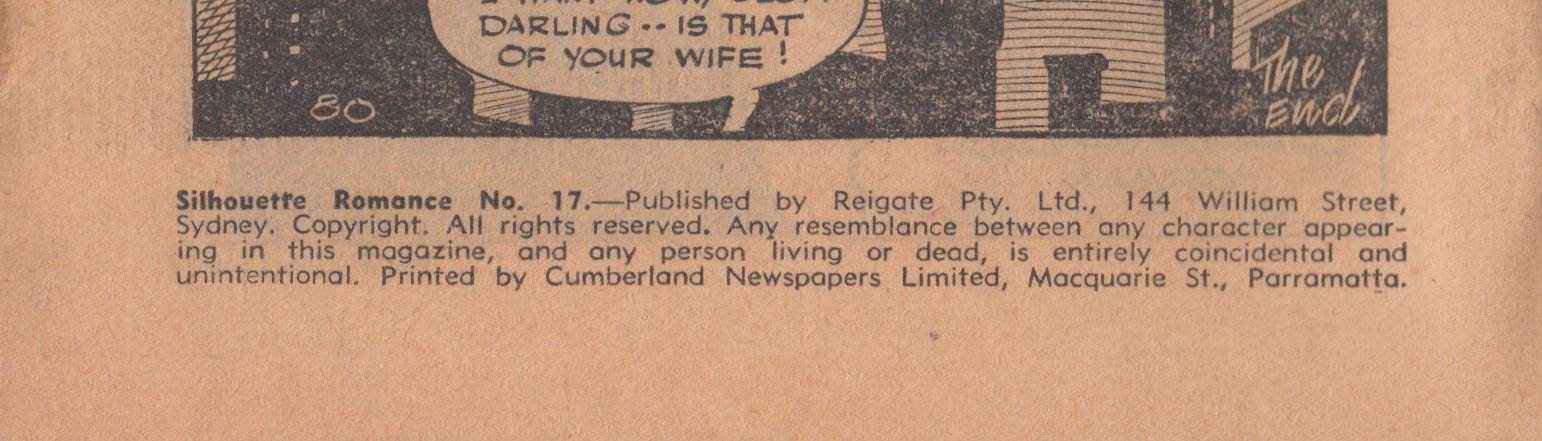 DARLING -- IS THAT
OF YOUR WIFE!
80
The
End
Silhouette Romance No. 17.—Published by Reigate Pty. Ltd., 144 William Street,
Sydney. Copyright. All rights reserved. Any resemblance between any character appear-
ing in this magazine, and any person living or dead, is entirely coincidental and
unintentional. Printed by Cumberland Newspapers Limited, Macquarie St., Parramatta.